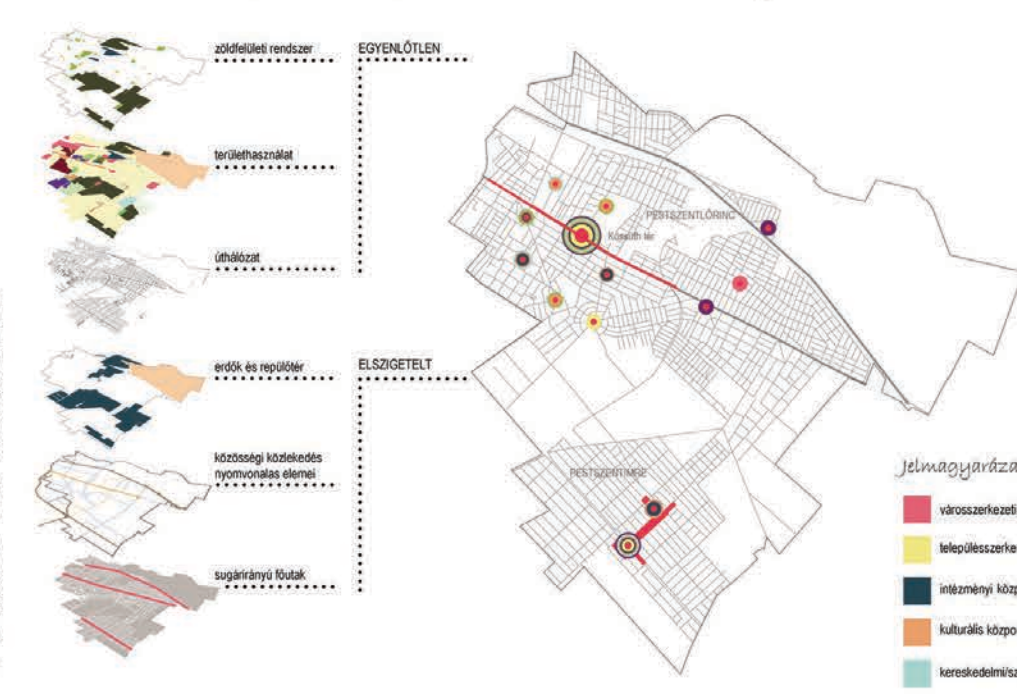 zöldfelületi rendszer
EGYENLŐTLEN
területhasználat
úthálózat
erdők és repülőtér
ELSZIGETELT
közösségi közlekedés
nyomvonalas elemei
sugárirányú főutak
PESTSZENTLŐRINC
Kossuth tér
PESTSZENTIMRE
Jelmagyaráza
városszerkezeti
településszerke
intézményi közp
kulturális közpo
kereskedelmi/sz